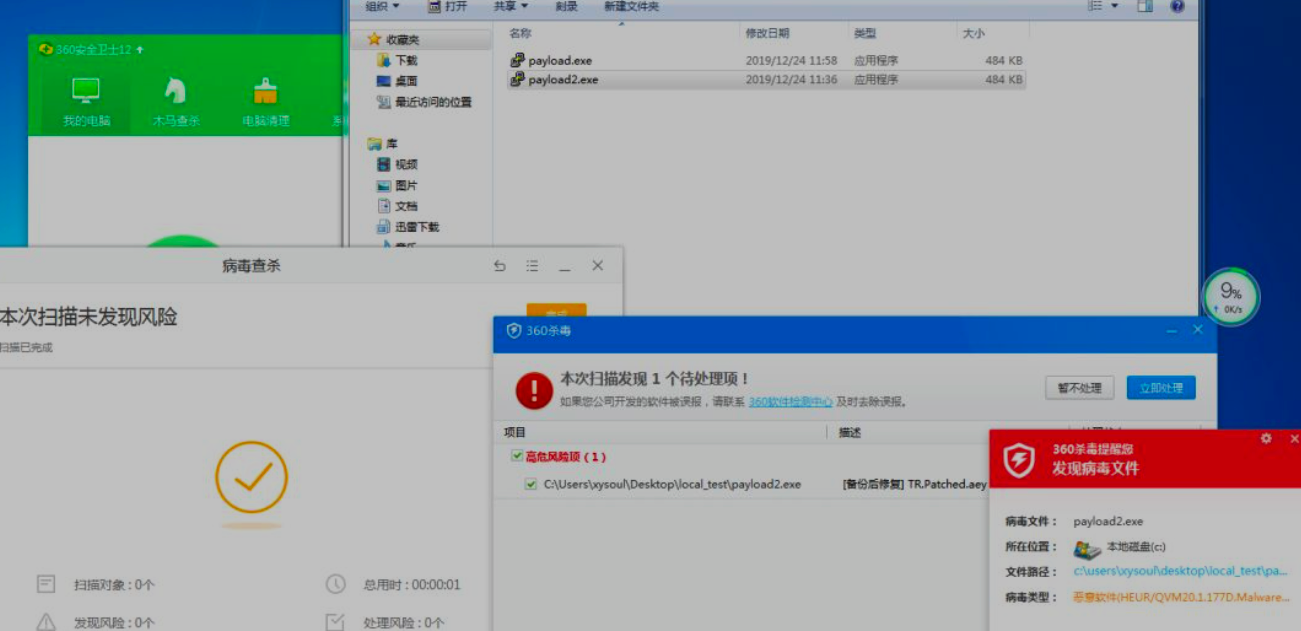 组织 打开 共享 刻录 新建文件夹
360安全卫士12
我的电脑 木马查杀 电脑清理
收藏夹
下载
桌面
最近访问的位置
库
视频
图片
文档
迅雷下载
音乐
名称 修改日期 类型 大小
payload.exe 2019/12/24 11:58 应用程序 484 KB
payload2.exe 2019/12/24 11:36 应用程序 484 KB
9%
0K/s
病毒查杀
本次扫描未发现风险
扫描已完成
完成
扫描对象:0个 总用时:00:00:01
发现风险:0个 处理风险:0个
360杀毒
本次扫描发现 1 个待处理项!
如果您公司开发的软件被误报,请联系 360软件检测中心 及时去除误报。
暂不处理 立即处理
项目 描述
高危风险项 ( 1 )
C:\Users\xysoul\Desktop\local_test\payload2.exe [备份后修复] TR.Patched.aey
360杀毒提醒您
发现病毒文件
病毒文件: payload2.exe
所在位置: 本地磁盘(c:)
文件路径: c:\users\xysoul\desktop\local_test\pa...
病毒类型: 恶意软件(HEUR/QVM20.1.177D.Malware...